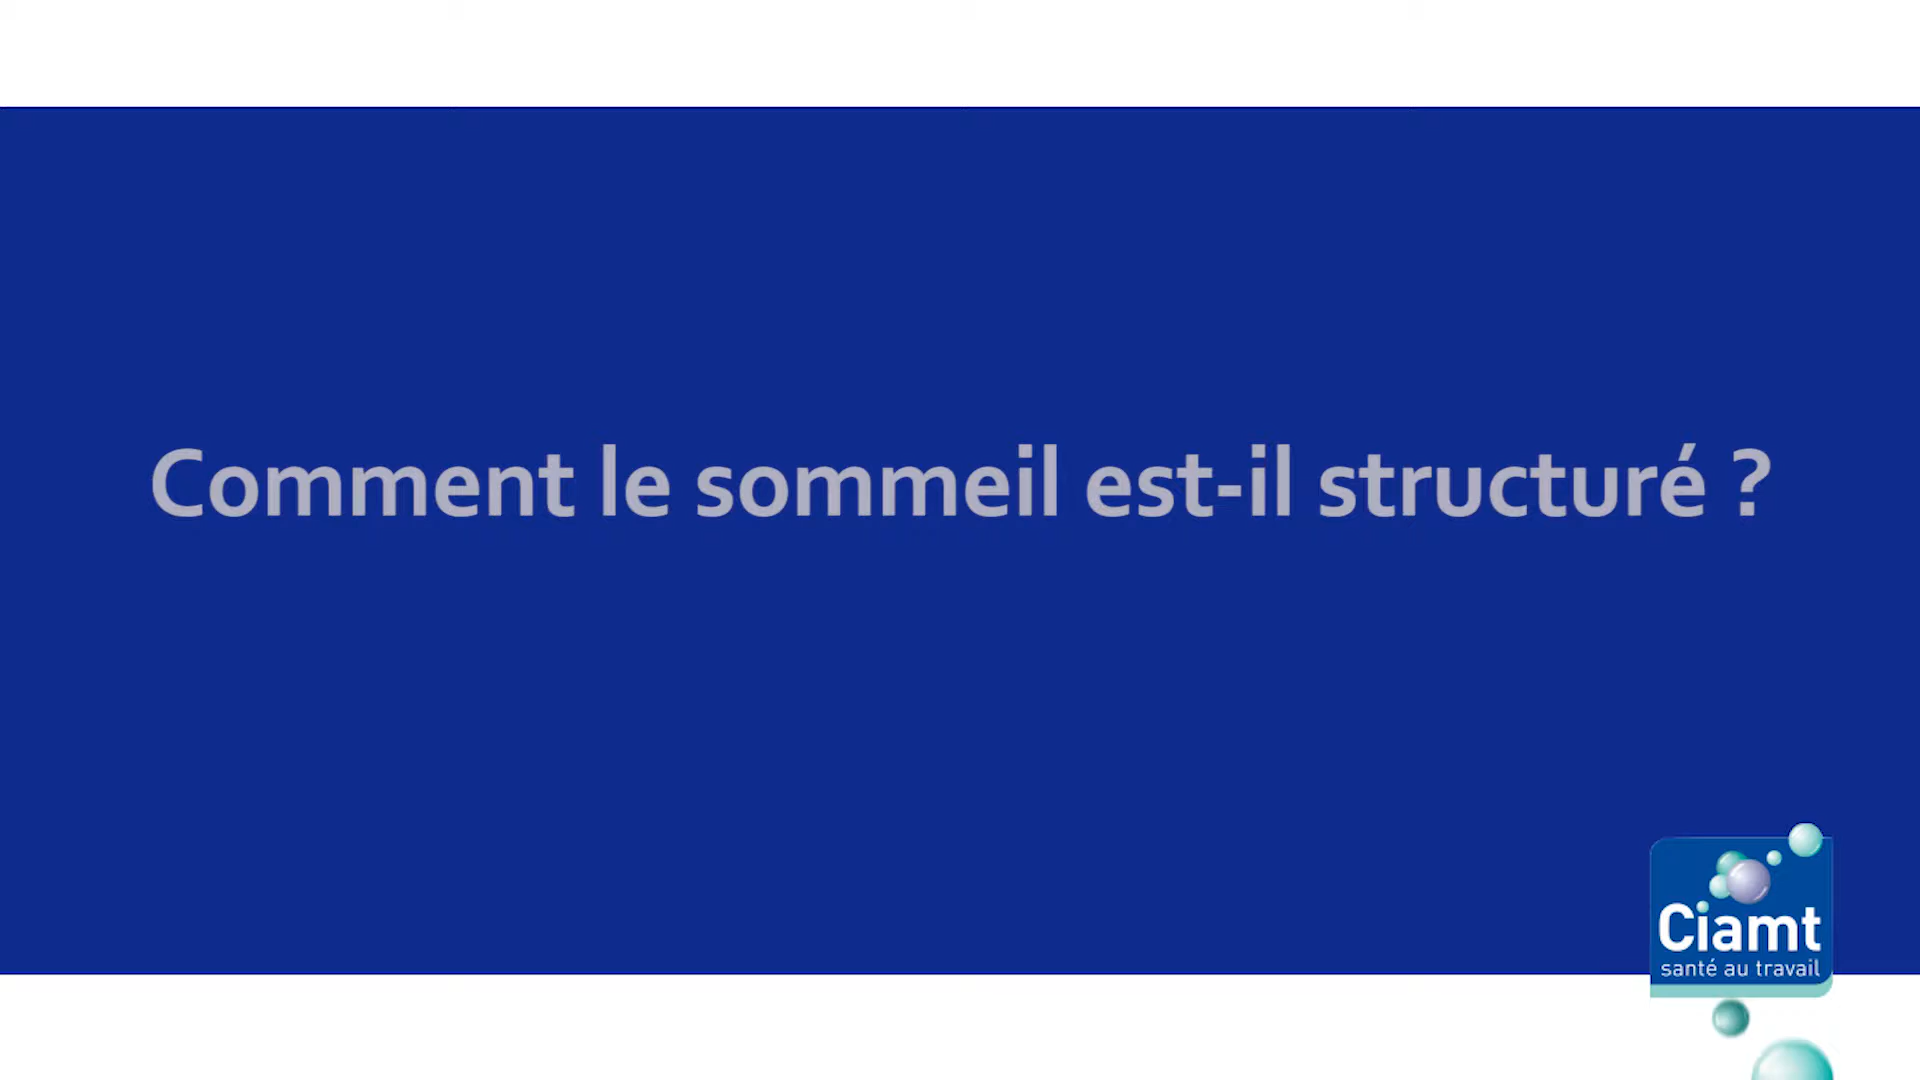 Comment le sommeil est-il structuré ?
Ciamt
santé au travail